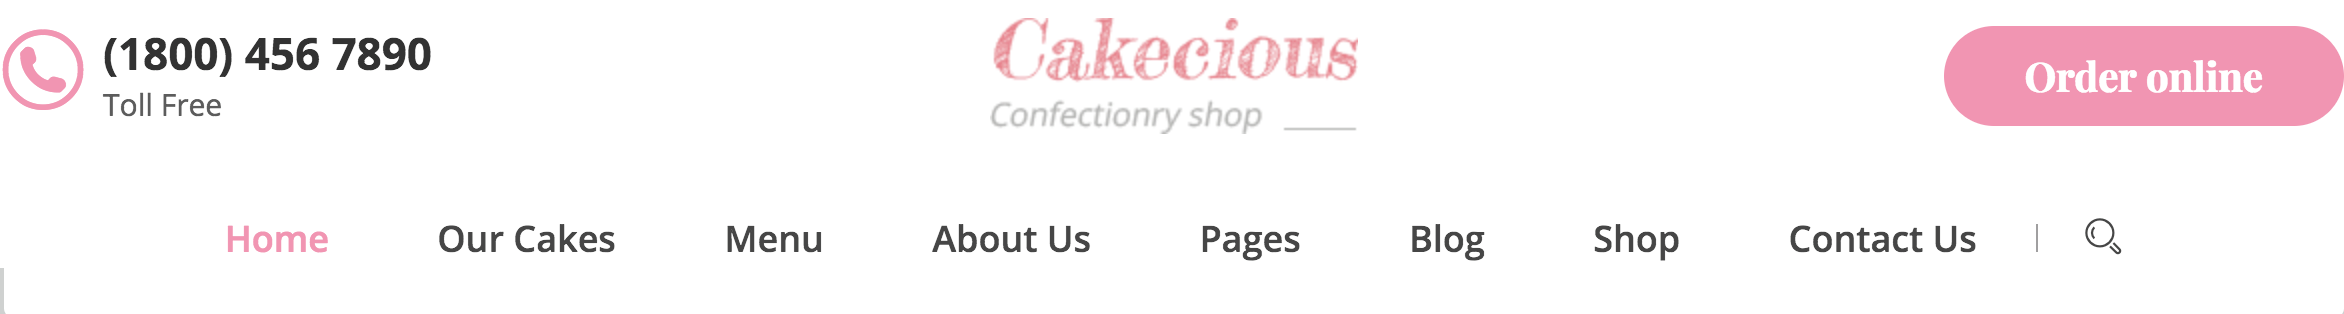 (1800) 456 7890
Toll Free
Cakecious
Confectionry shop
Order online
Home Our Cakes Menu About Us Pages Blog Shop Contact Us